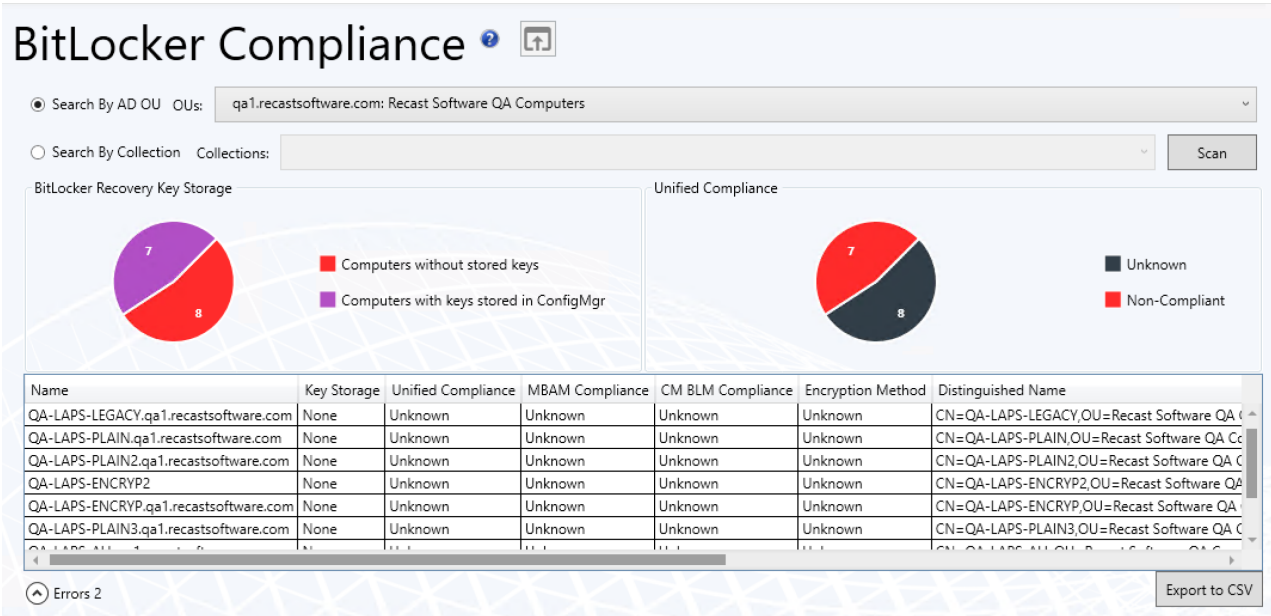 BitLocker Compliance ?
Search By AD OU OUs: qa1.recastsoftware.com: Recast Software QA Computers
Search By Collection Collections: Scan
BitLocker Recovery Key Storage
7
8
Computers without stored keys
Computers with keys stored in ConfigMgr
Unified Compliance
7
8
Unknown
Non-Compliant
Name Key Storage Unified Compliance MBAM Compliance CM BLM Compliance Encryption Method Distinguished Name
QA-LAPS-LEGACY.qa1.recastsoftware.com None Unknown Unknown Unknown Unknown CN=QA-LAPS-LEGACY,OU=Recast Software QA
QA-LAPS-PLAIN.qa1.recastsoftware.com None Unknown Unknown Unknown Unknown CN=QA-LAPS-PLAIN,OU=Recast Software QA Co
QA-LAPS-PLAIN2.qa1.recastsoftware.com None Unknown Unknown Unknown Unknown CN=QA-LAPS-PLAIN2,OU=Recast Software QA
QA-LAPS-ENCRYP2 None Unknown Unknown Unknown Unknown CN=QA-LAPS-ENCRYP2,OU=Recast Software QA
QA-LAPS-ENCRYP.qa1.recastsoftware.com None Unknown Unknown Unknown Unknown CN=QA-LAPS-ENCRYP,OU=Recast Software QA
QA-LAPS-PLAIN3.qa1.recastsoftware.com None Unknown Unknown Unknown Unknown CN=QA-LAPS-PLAIN3,OU=Recast Software QA
Errors 2
Export to CSV